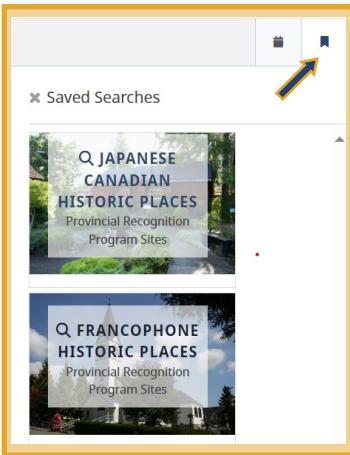 Saved Searches
JAPANESE
CANADIAN
HISTORIC PLACES
Provincial Recognition
Program Sites
FRANCOPHONE
HISTORIC PLACES
Provincial Recognition
Program Sites